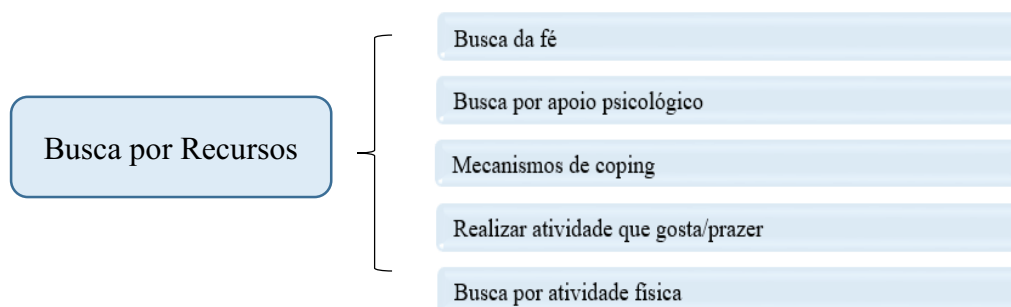 Busca por Recursos
Busca da fé
Busca por apoio psicológico
Mecanismos de coping
Realizar atividade que gosta/prazer
Busca por atividade física